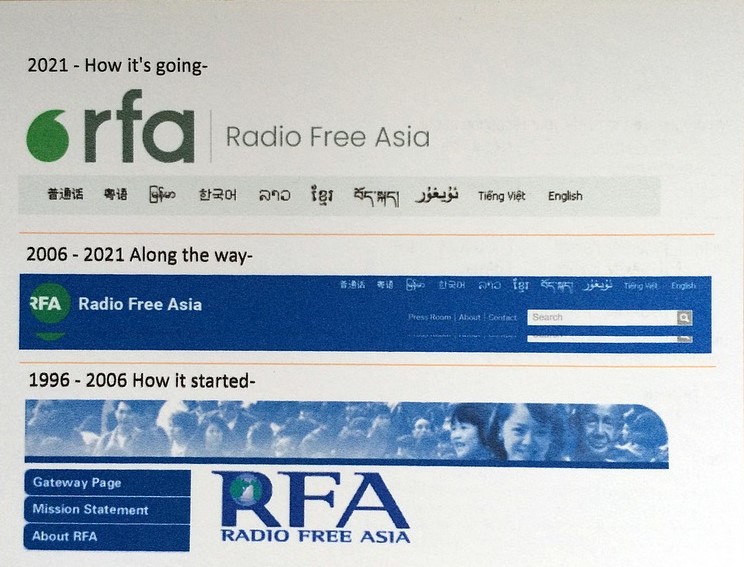 2021 - How it's going-
rfa Radio Free Asia
普通话 粤语 မြန်မာ 한국어 ລາວ ខ្មែរ བོད་སྐད། ئۇيغۇر Tiếng Việt English
2006 - 2021 Along the way-
普通话 粤语 မြန်မာ 한국어 ລາວ ខ្មែរ བོད་སྐད། ئۇيغۇر Tiếng Việt English
RFA Radio Free Asia
Press Room | About | Contact Search
1996 - 2006 How it started-
Gateway Page
Mission Statement
About RFA
RFA
RADIO FREE ASIA